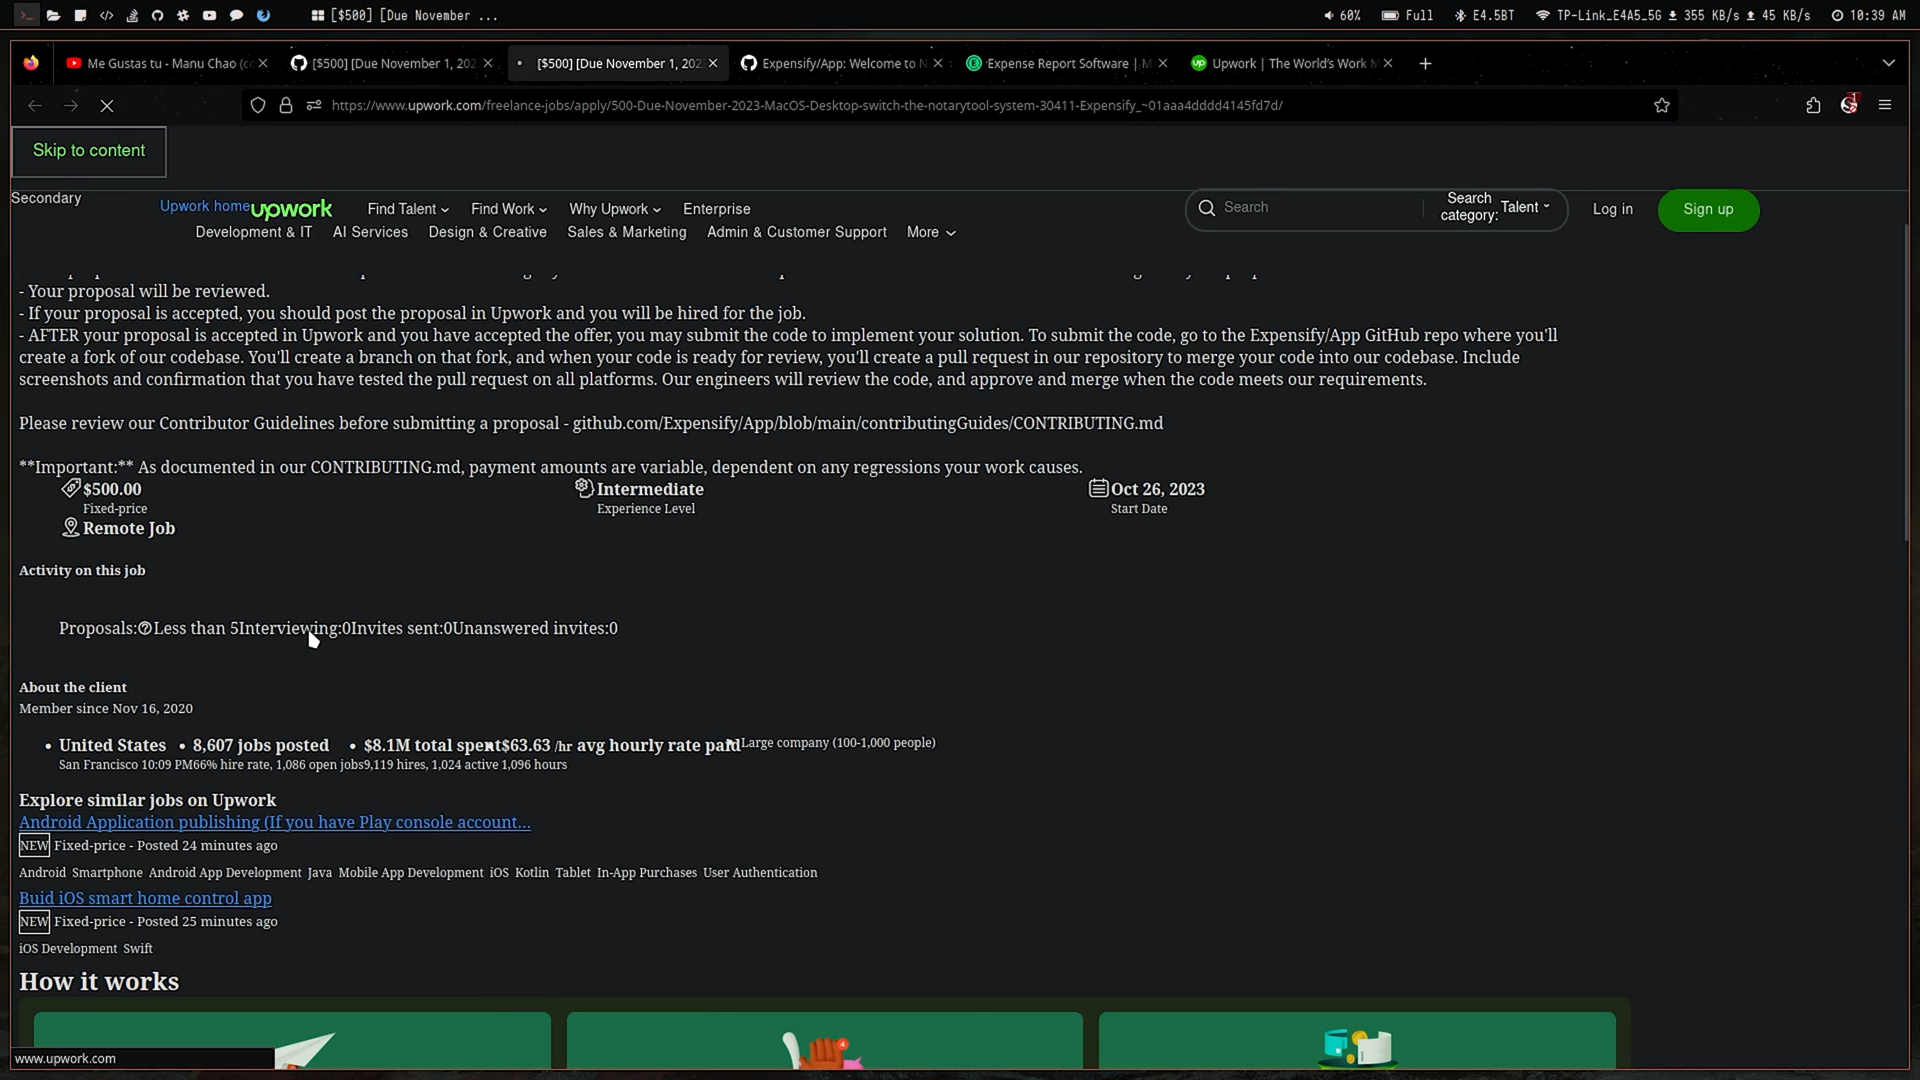 [$500] [Due November ...
60% Full E4.5BT TP-Link_E4A5_5G 355 KB/s 45 KB/s 10:39 AM
Me Gustas tu - Manu Chao (co
[$500] [Due November 1, 202
[$500] [Due November 1, 202
Expensify/App: Welcome to N
Expense Report Software | M
Upwork | The World's Work M
https://www.upwork.com/freelance-jobs/apply/500-Due-November-2023-MacOS-Desktop-switch-the-notarytool-system-30411-Expensify_~01aaa4dddd4145fd7d/
Skip to content
Secondary
Upwork home upwork Find Talent Find Work Why Upwork Enterprise Search Search category: Talent Log in Sign up
Development & IT AI Services Design & Creative Sales & Marketing Admin & Customer Support More
- Your proposal will be reviewed.
- If your proposal is accepted, you should post the proposal in Upwork and you will be hired for the job.
- AFTER your proposal is accepted in Upwork and you have accepted the offer, you may submit the code to implement your solution. To submit the code, go to the Expensify/App GitHub repo where you'll
create a fork of our codebase. You'll create a branch on that fork, and when your code is ready for review, you'll create a pull request in our repository to merge your code into our codebase. Include
screenshots and confirmation that you have tested the pull request on all platforms. Our engineers will review the code, and approve and merge when the code meets our requirements.
Please review our Contributor Guidelines before submitting a proposal - github.com/Expensify/App/blob/main/contributingGuides/CONTRIBUTING.md
**Important:** As documented in our CONTRIBUTING.md, payment amounts are variable, dependent on any regressions your work causes.
$500.00 Intermediate Oct 26, 2023
Fixed-price Experience Level Start Date
Remote Job
Activity on this job
Proposals:Less than 5Interviewing:0Invites sent:0Unanswered invites:0
About the client
Member since Nov 16, 2020
• United States • 8,607 jobs posted • $8.1M total spent $63.63 /hr avg hourly rate paid Large company (100-1,000 people)
San Francisco 10:09 PM66% hire rate, 1,086 open jobs9,119 hires, 1,024 active 1,096 hours
Explore similar jobs on Upwork
Android Application publishing (If you have Play console account...
NEW Fixed-price - Posted 24 minutes ago
Android Smartphone Android App Development Java Mobile App Development iOS Kotlin Tablet In-App Purchases User Authentication
Buid iOS smart home control app
NEW Fixed-price - Posted 25 minutes ago
iOS Development Swift
How it works
4
www.upwork.com